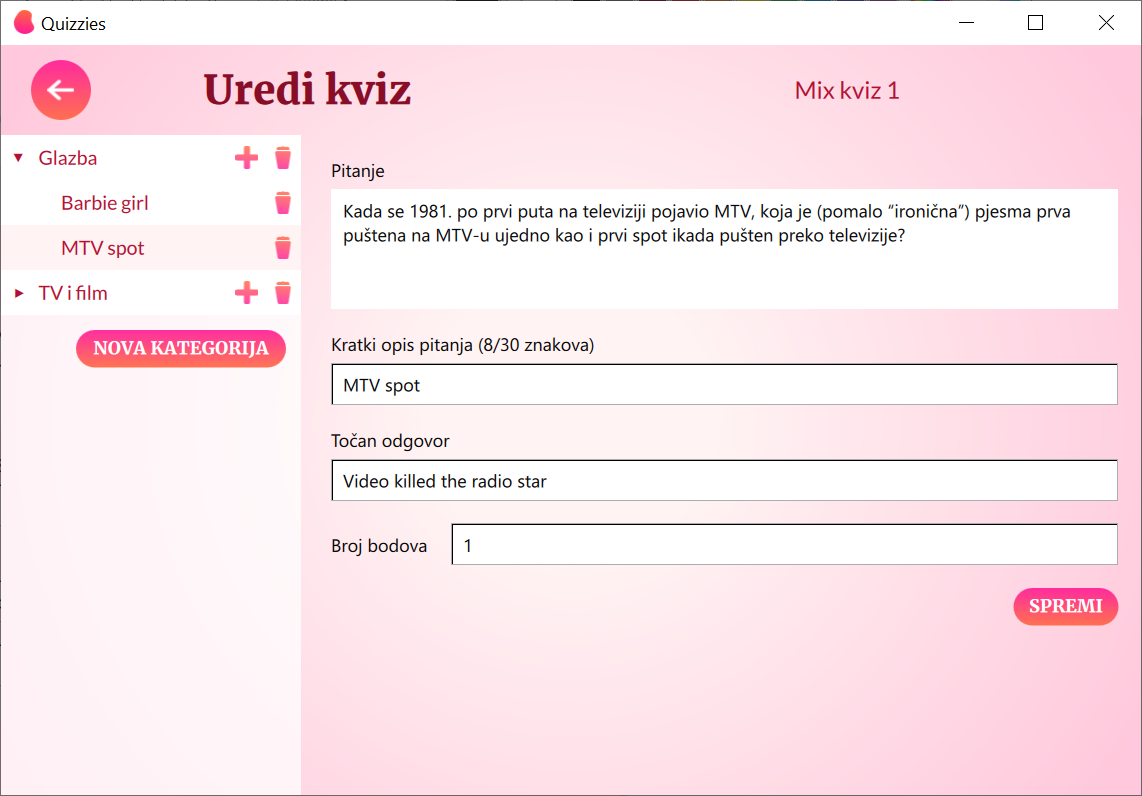 Quizzies
Uredi kviz
Mix kviz 1
Glazba
Barbie girl
MTV spot
TV i film
NOVA KATEGORIJA
Pitanje
Kada se 1981. po prvi puta na televiziji pojavio MTV, koja je (pomalo “ironična”) pjesma prva
puštena na MTV-u ujedno kao i prvi spot ikada pušten preko televizije?
Kratki opis pitanja (8/30 znakova)
MTV spot
Točan odgovor
Video killed the radio star
Broj bodova
1
SPREMI